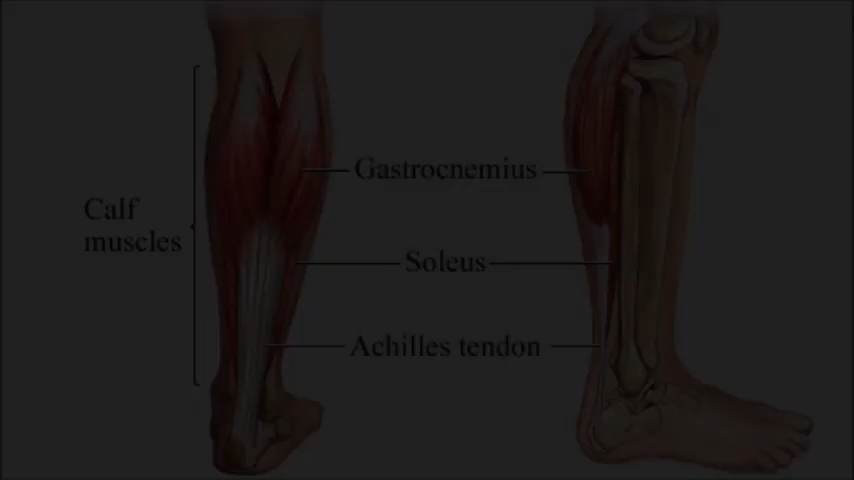 Gastrocnemius
Calf
muscles
Soleus
Achilles tendon